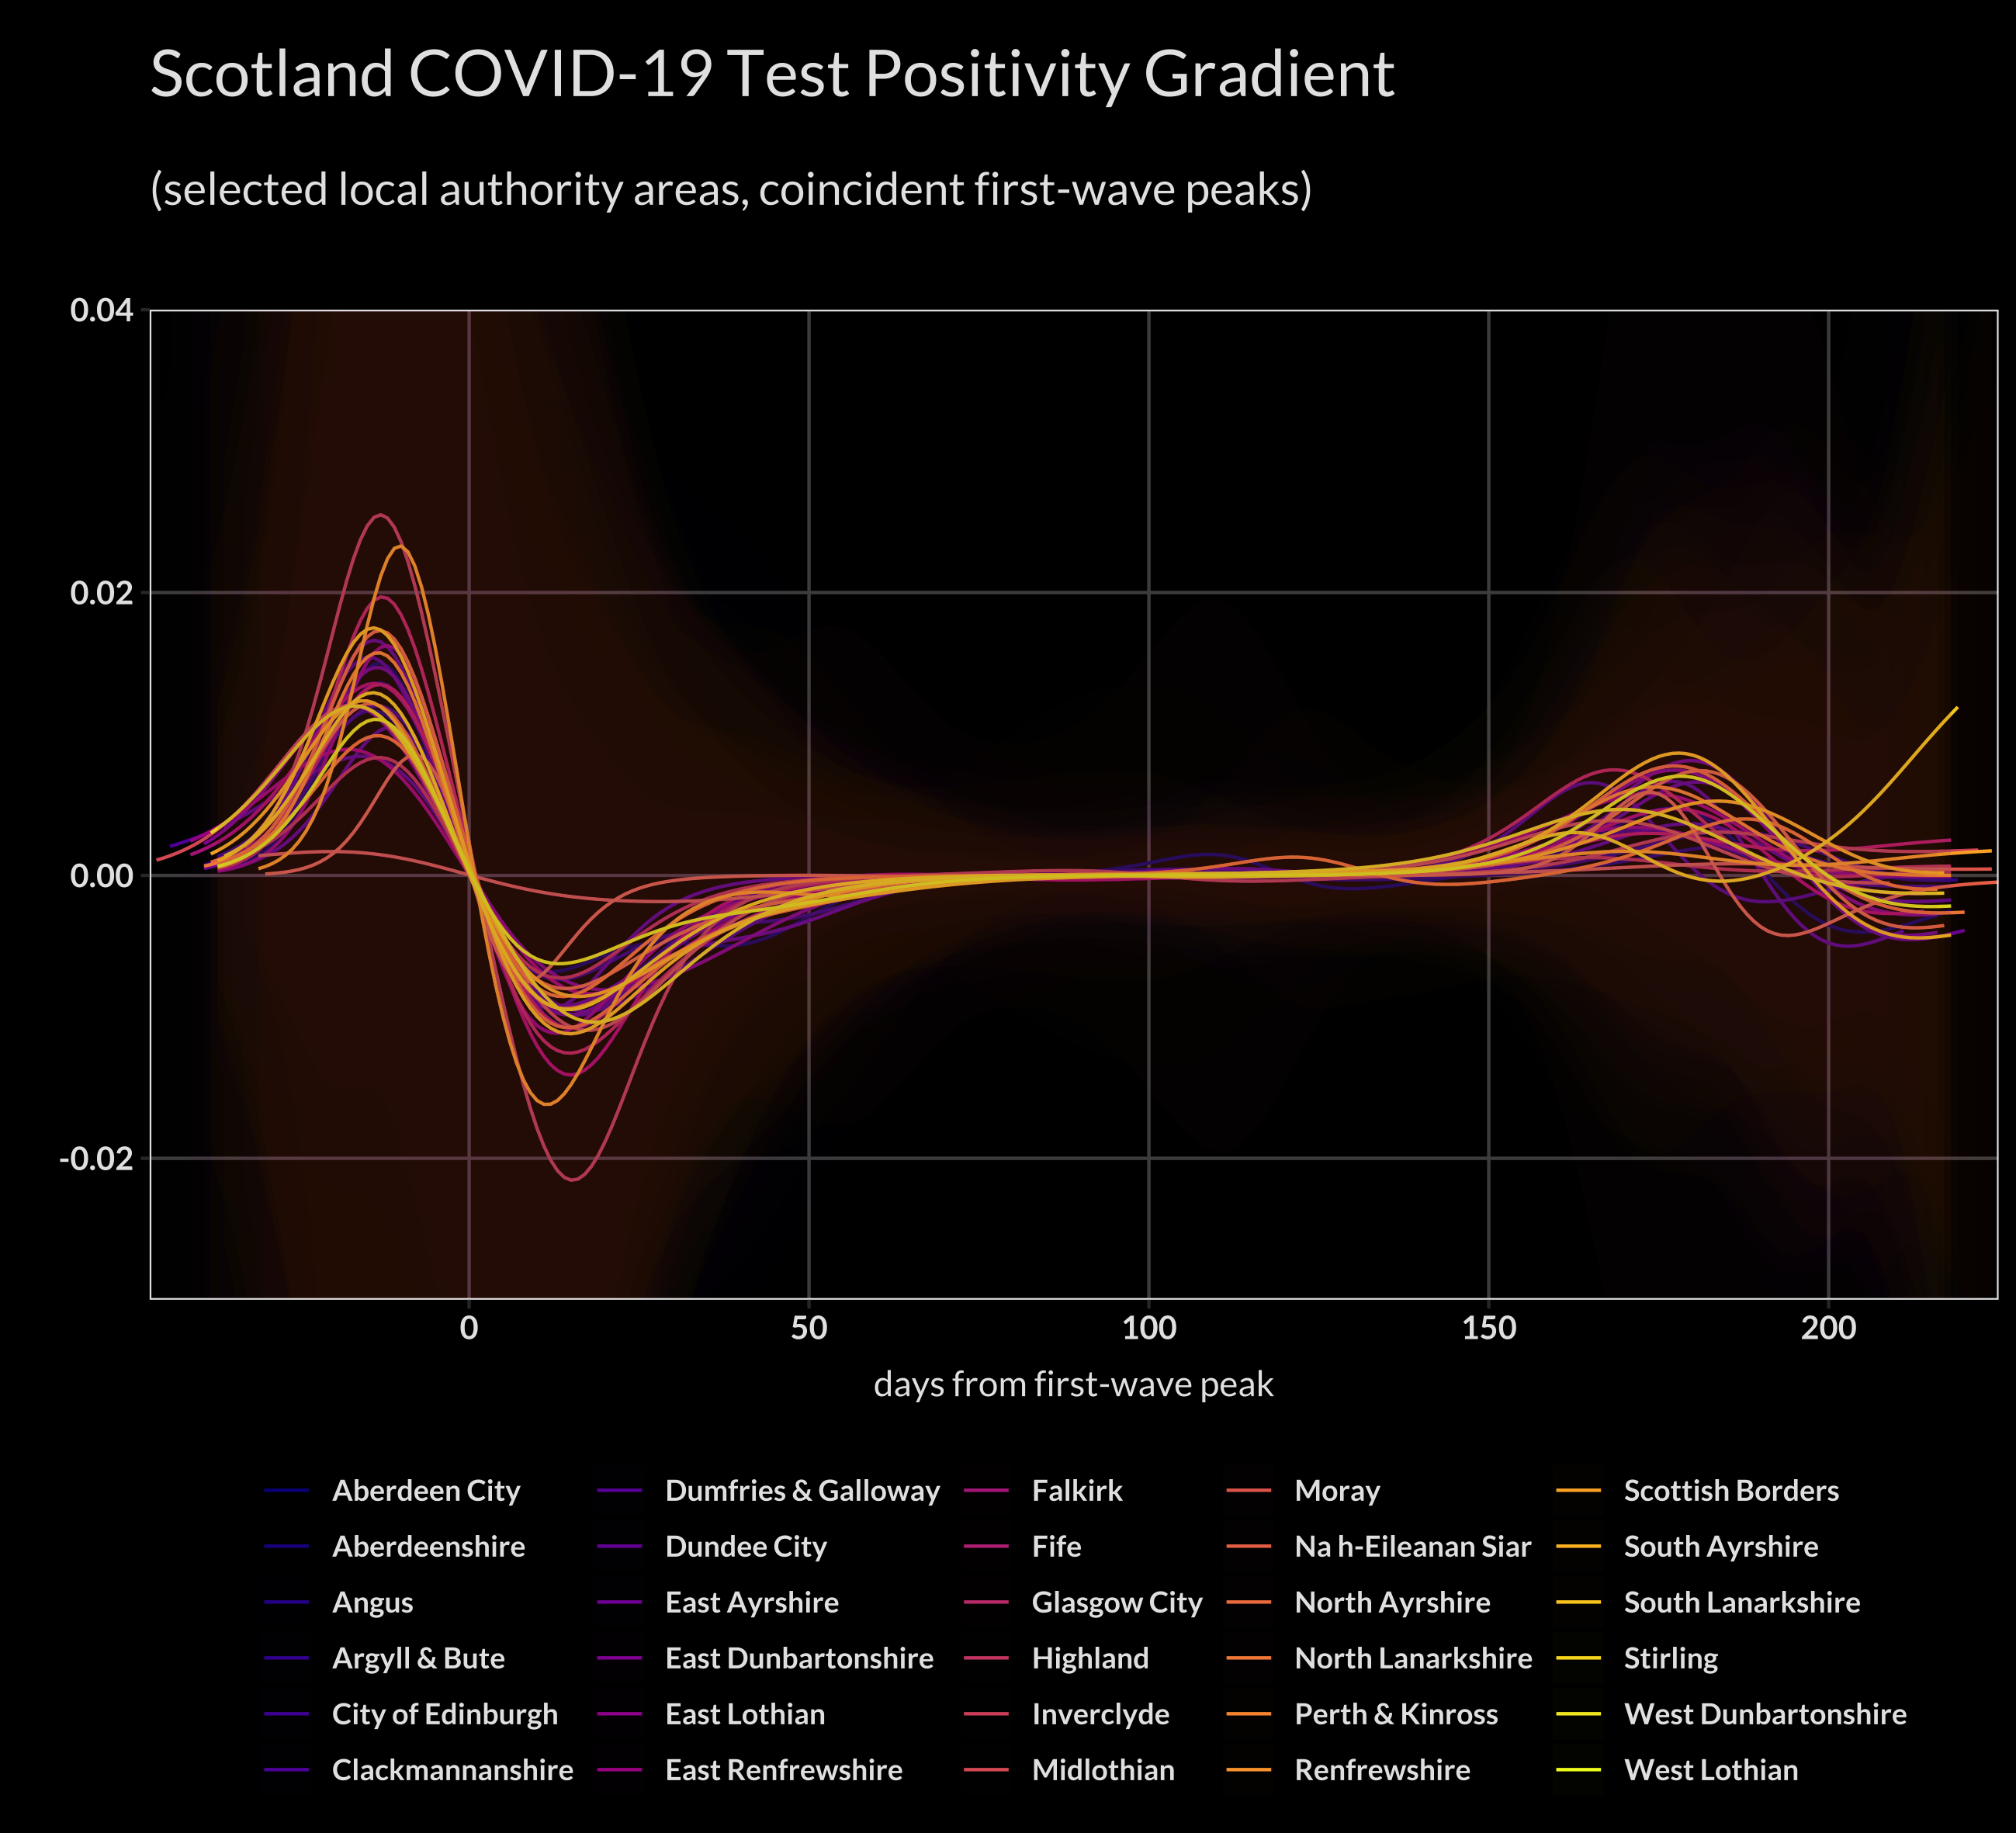 Scotland COVID-19 Test Positivity Gradient
(selected local authority areas, coincident first-wave peaks)
0.04
0.02
0.00
-0.02
0 50 100 150 200
days from first-wave peak
Aberdeen City Dumfries & Galloway Falkirk Moray Scottish Borders
Aberdeenshire Dundee City Fife Na h-Eileanan Siar South Ayrshire
Angus East Ayrshire Glasgow City North Ayrshire South Lanarkshire
Argyll & Bute East Dunbartonshire Highland North Lanarkshire Stirling
City of Edinburgh East Lothian Inverclyde Perth & Kinross West Dunbartonshire
Clackmannanshire East Renfrewshire Midlothian Renfrewshire West Lothian